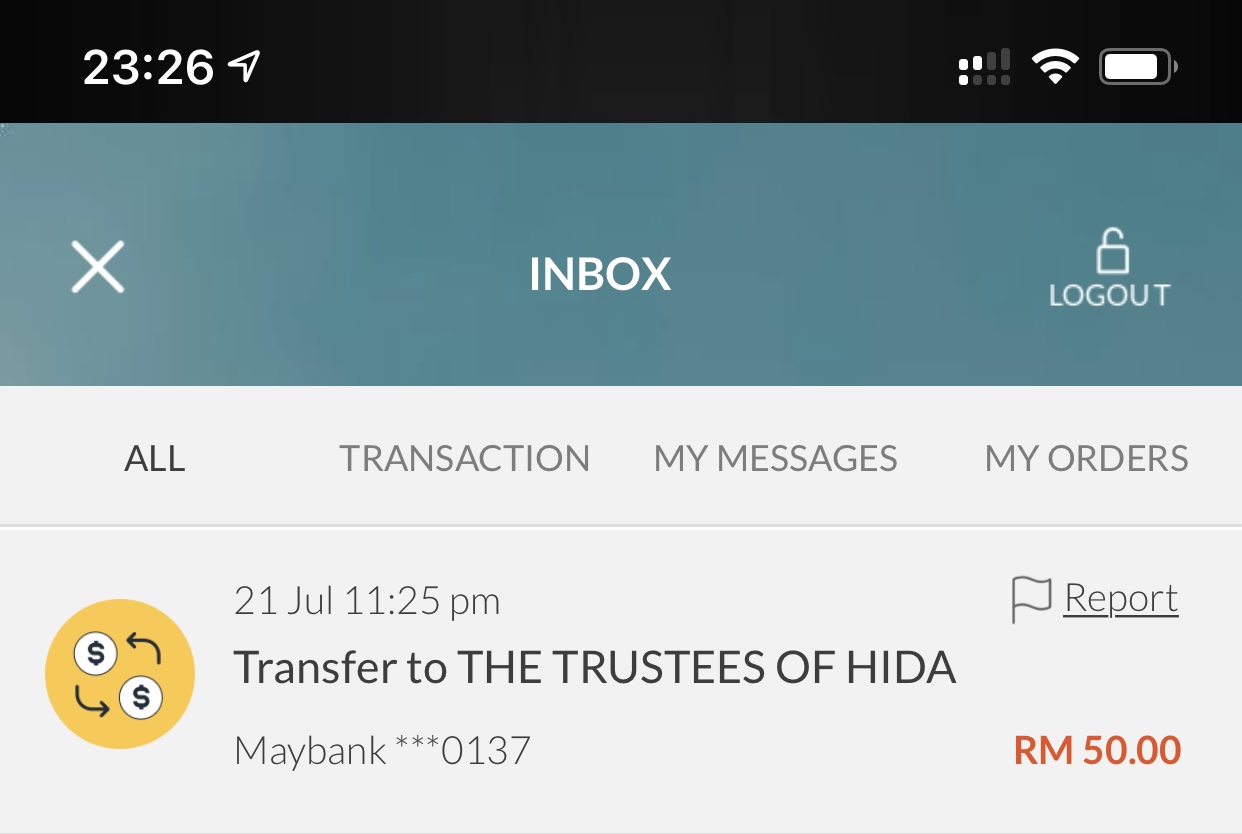 23:26
INBOX
LOGOUT
ALL TRANSACTION MY MESSAGES MY ORDERS
21 Jul 11:25 pm Report
Transfer to THE TRUSTEES OF HIDA
Maybank ***0137 RM 50.00